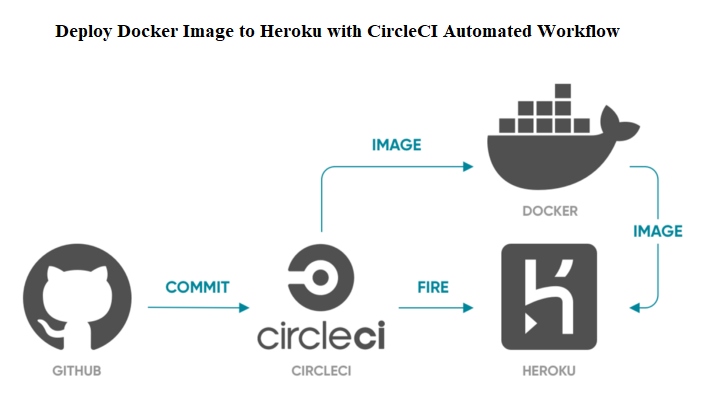 Deploy Docker Image to Heroku with CircleCI Automated Workflow
IMAGE
DOCKER
IMAGE
COMMIT
FIRE
circleci
GITHUB
CIRCLECI
HEROKU